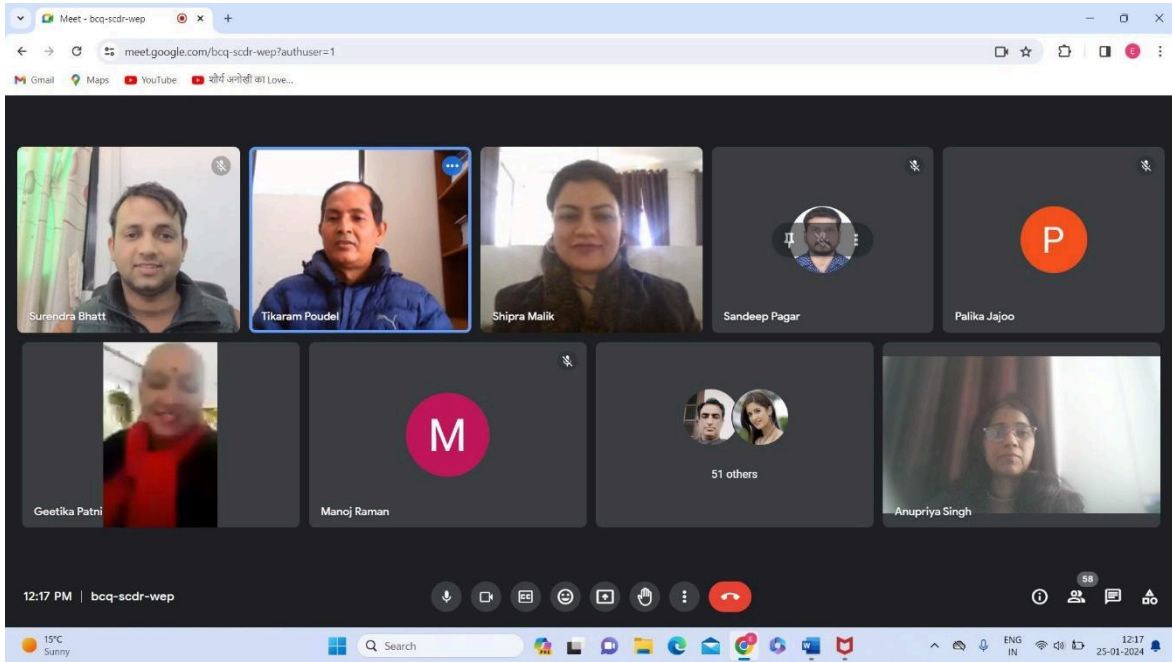 Meet - bcq-scdr-wep
meet.google.com/bcq-scdr-wep?authuser=1
E
Gmail
Maps
YouTube
शौर्य अनोखी का Love...
Surendra Bhatt
Tikaram Poudel
Shipra Malik
Sandeep Pagar
P
Palika Jajoo
Geetika Patni
M
Manoj Raman
51 others
Anupriya Singh
12:17 PM | bcq-scdr-wep
58
15°C
Sunny
Search
ENG
IN
12:17
25-01-2024